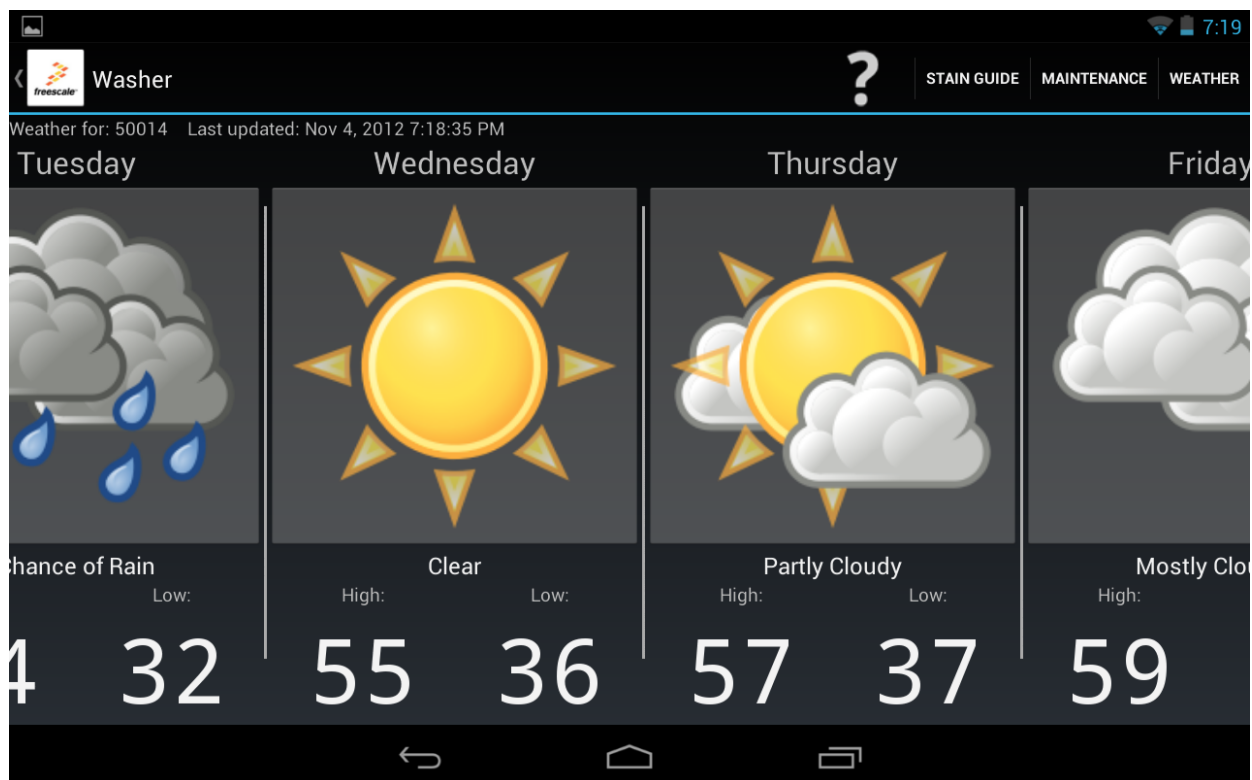 7:19
freescale Washer ? STAIN GUIDE MAINTENANCE WEATHER
Weather for: 50014 Last updated: Nov 4, 2012 7:18:35 PM
Tuesday Wednesday Thursday Friday
Chance of Rain Clear Partly Cloudy Mostly Clou
Low: High: Low: High: Low: High:
4 32 55 36 57 37 59